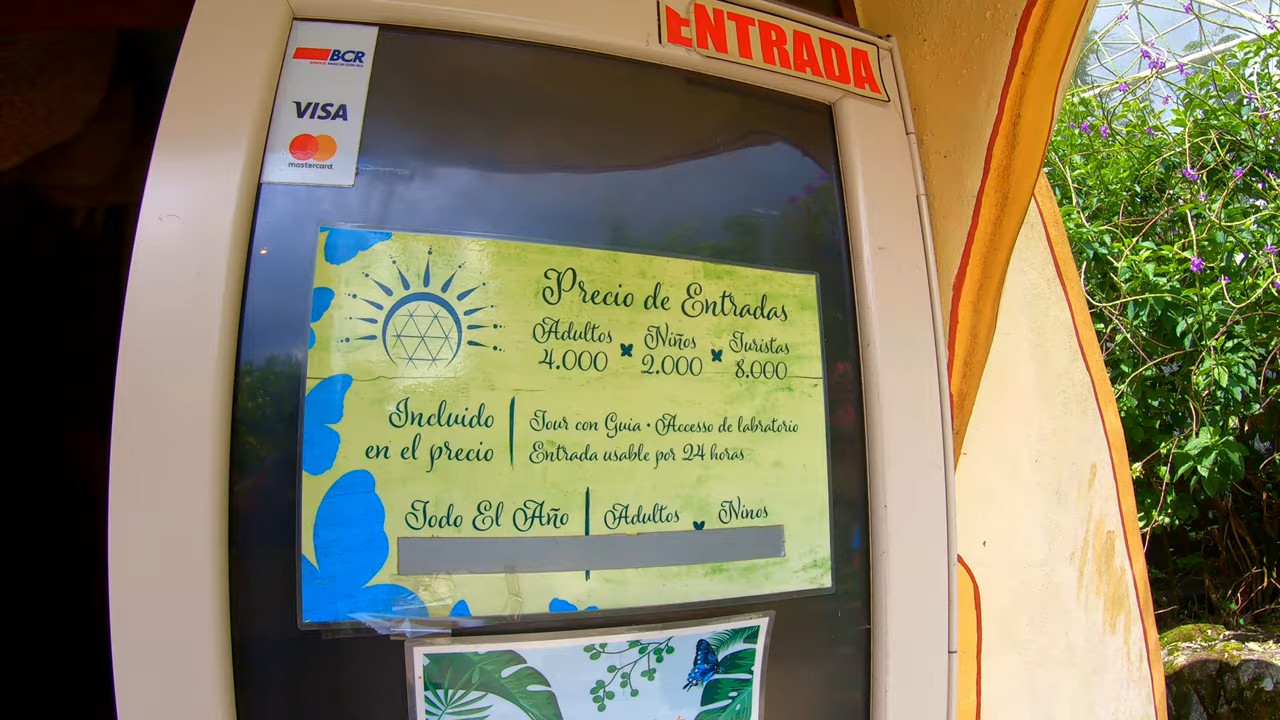 ENTRADA
BCR
VISA
mastercard
Precio de Entradas
Adultos Niños Turistas
4.000 2.000 8.000
Incluido
en el precio
Tour con Guia • Accesso de labratorio
Entrada usable por 24 horas
Todo El Año
Adultos Ninos